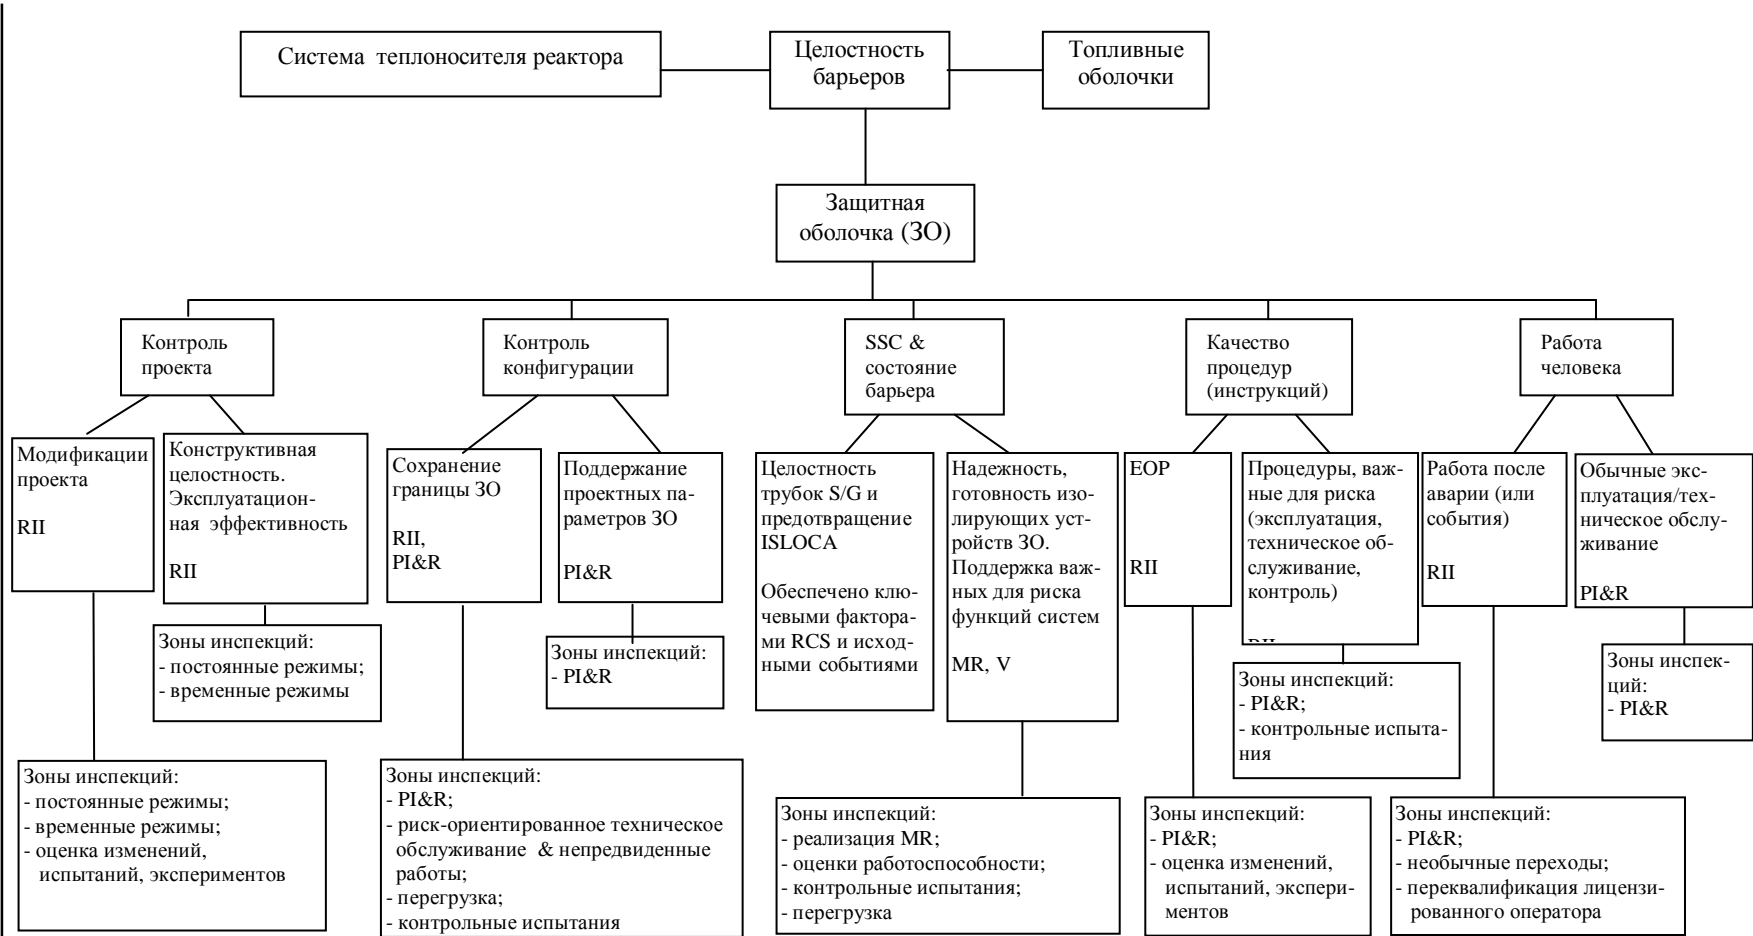 Система теплоносителя реактора
Целостность
барьеров
Топливные
оболочки
Защитная
оболочка (ЗО)
Контроль
проекта
Контроль
конфигурации
SSC &
состояние
барьера
Качество
процедур
(инструкций)
Работа
человека
Модификации
проекта
RII
Конструктивная
целостность.
Эксплуатацион-
ная эффективность
RII
Сохранение
границы ЗО
RII,
PI&R
Поддержание
проектных па-
раметров ЗО
PI&R
Целостность
трубок S/G и
предотвращение
ISLOCA
Обеспечено клю-
чевыми фактора-
ми RCS и исход-
ными событиями
Надежность,
готовность изо-
лирующих уст-
ройств ЗО.
Поддержка важ-
ных для риска
функций систем
MR, V
EOP
RII
Процедуры, важ-
ные для риска
(эксплуатация,
техническое об-
служивание,
контроль)
Работа после
аварии (или
события)
RII
Обычные экс-
плуатация/тех-
ническое обслу-
живание
PI&R
Зоны инспекций:
- постоянные режимы;
- временные режимы
Зоны инспекций:
- PI&R
Зоны инспекций:
- PI&R;
- контрольные испыта-
ния
Зоны инспек-
ций:
- PI&R
Зоны инспекций:
- постоянные режимы;
- временные режимы;
- оценка изменений,
испытаний, экспериментов
Зоны инспекций:
- PI&R;
- риск-ориентированное техническое
обслуживание & непредвиденные
работы;
- перегрузка;
- контрольные испытания
Зоны инспекций:
- реализация MR;
- оценки работоспособности;
- контрольные испытания;
- перегрузка
Зоны инспекций:
- PI&R;
- оценка изменений,
испытаний, экспери-
ментов
Зоны инспекций:
- PI&R;
- необычные переходы;
- переквалификация лицензи-
рованного оператора